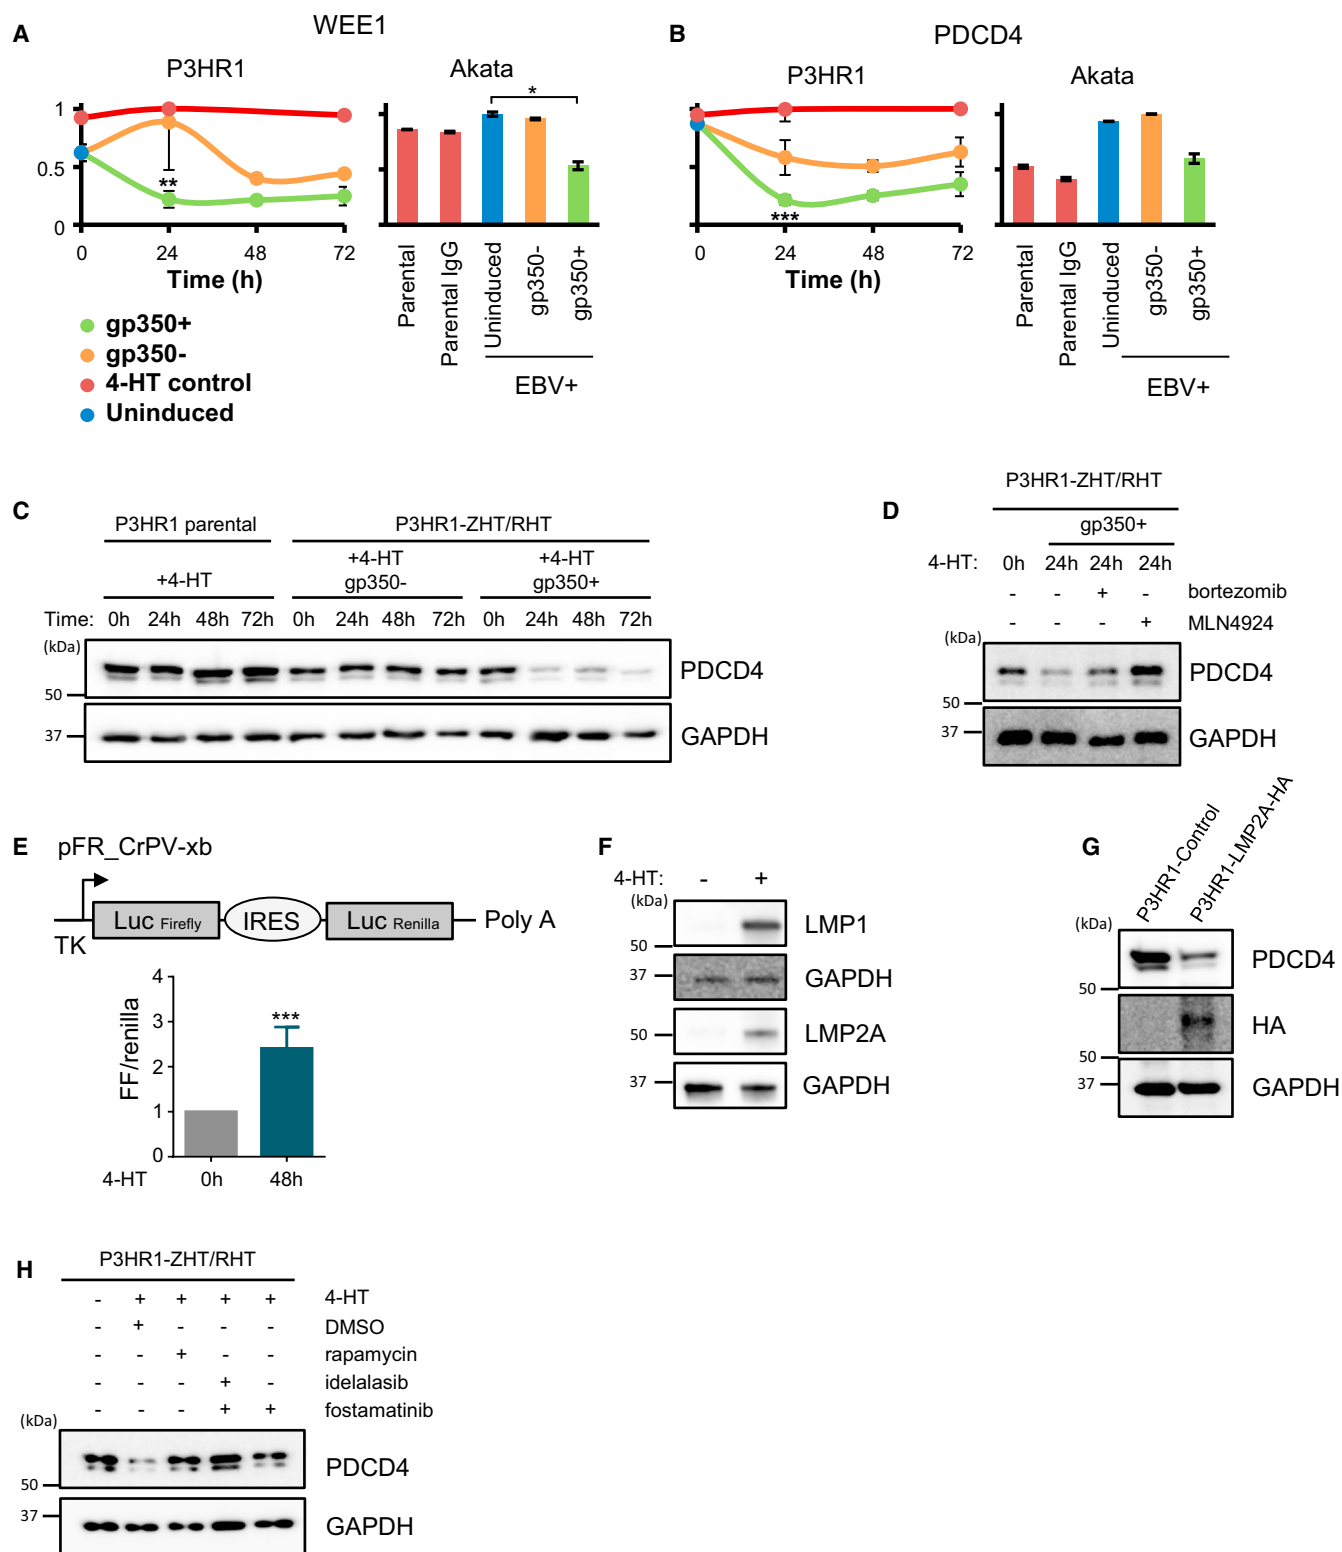 A
WEE1
P3HR1
Akata
1
0.5
0
**
*
0 24 48 72
Time (h)
Parental
Parental IgG
Uninduced
gp350-
gp350+
EBV+
gp350+
gp350-
4-HT control
Uninduced
B
PDCD4
P3HR1
Akata
***
0 24 48 72
Time (h)
Parental
Parental IgG
Uninduced
gp350-
gp350+
EBV+
C
P3HR1 parental
P3HR1-ZHT/RHT
+4-HT
+4-HT
gp350-
+4-HT
gp350+
Time: 0h 24h 48h 72h 0h 24h 48h 72h 0h 24h 48h 72h
(kDa)
50
PDCD4
37
GAPDH
D
P3HR1-ZHT/RHT
gp350+
4-HT: 0h 24h 24h 24h
- - + - bortezomib
- - - + MLN4924
(kDa)
PDCD4
50
37
GAPDH
E
pFR_CrPV-xb
Luc Firefly
IRES
Luc Renilla
Poly A
TK
FF/renilla
4
3
2
1
0
***
4-HT 0h 48h
F
4-HT: - +
(kDa)
LMP1
50
37
GAPDH
50
LMP2A
37
GAPDH
G
P3HR1-Control
P3HR1-LMP2A-HA
(kDa)
PDCD4
50
HA
50
37
GAPDH
H
P3HR1-ZHT/RHT
- + + + + 4-HT
- + - - - DMSO
- - + - - rapamycin
- - - + - idelalasib
- - - + + fostamatinib
(kDa)
PDCD4
50
37
GAPDH